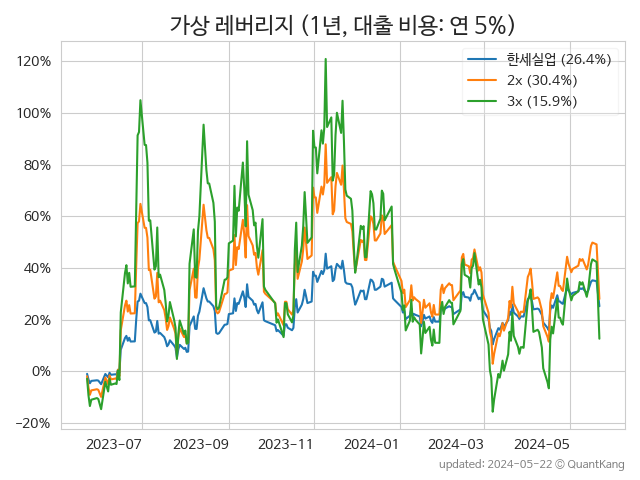 가상 레버리지 (1년, 대출 비용: 연 5%)
120%
100%
80%
60%
40%
20%
0%
−20%
한세실업 (26.4%)
2x (30.4%)
3x (15.9%)
2023-07
2023-09
2023-11
2024-01
2024-03
2024-05
updated: 2024-05-22 © QuantKang